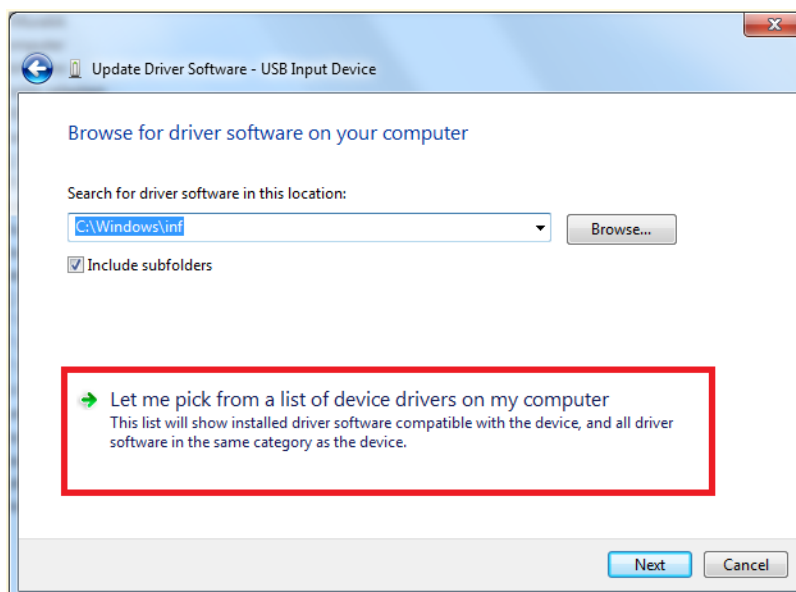 Update Driver Software - USB Input Device
Browse for driver software on your computer
Search for driver software in this location:
C:\Windows\inf
Browse...
Include subfolders
Let me pick from a list of device drivers on my computer
This list will show installed driver software compatible with the device, and all driver
software in the same category as the device.
Next
Cancel